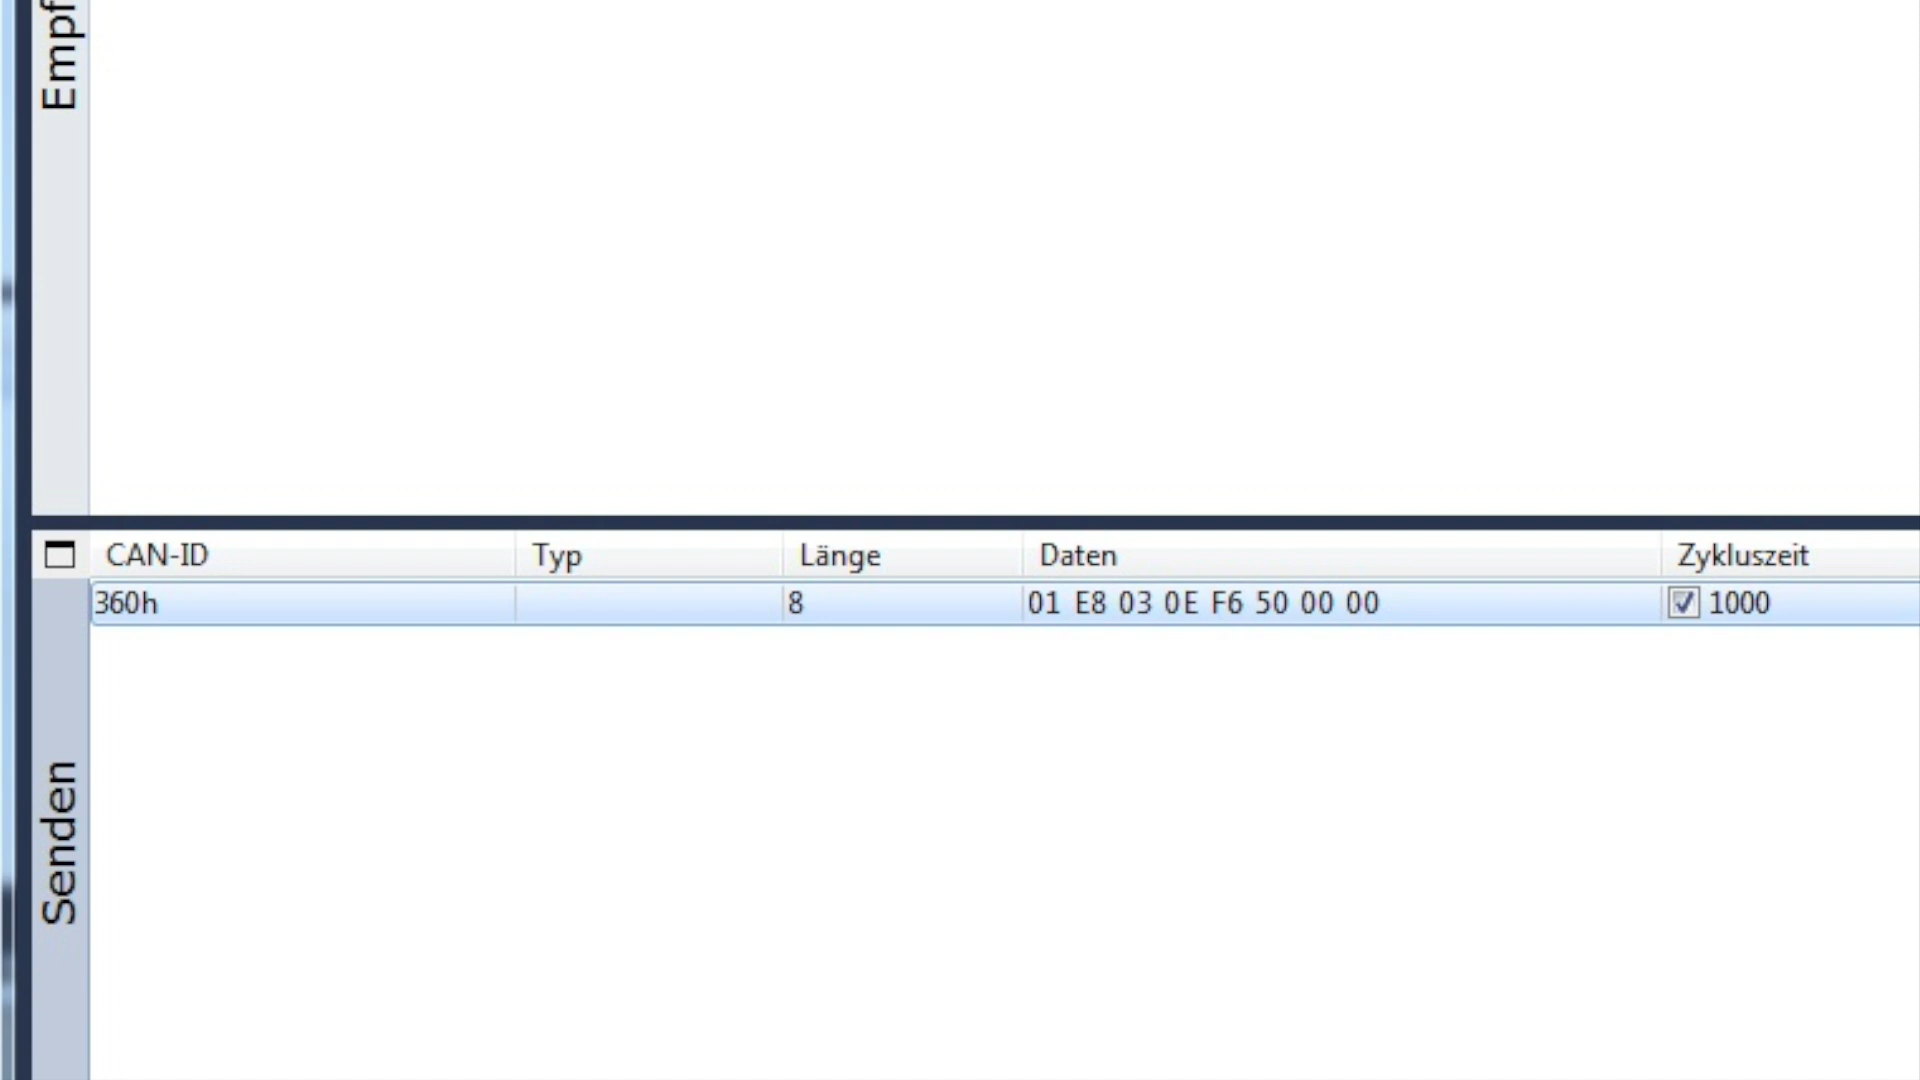 Empf
CAN-ID Typ Länge Daten Zykluszeit
360h 8 01 E8 03 0E F6 50 00 00 1000
Senden